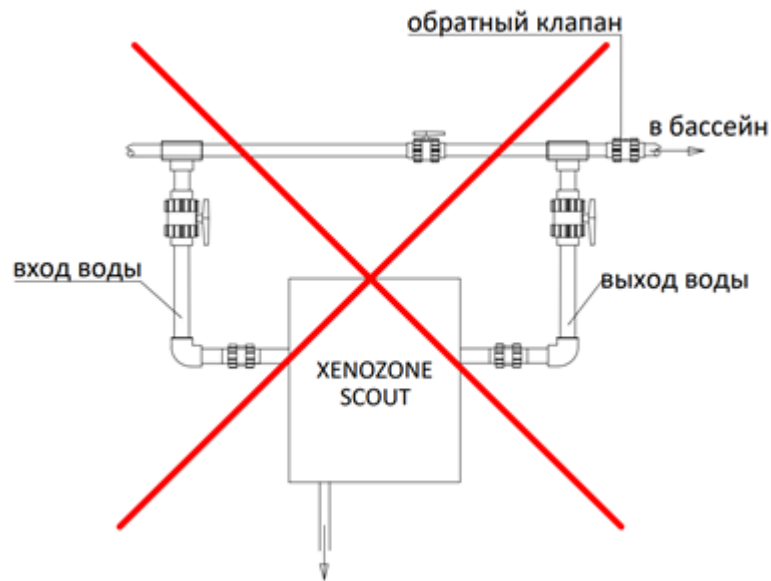 обратный клапан
в бассейн
вход воды
выход воды
XENOZONE
SCOUT